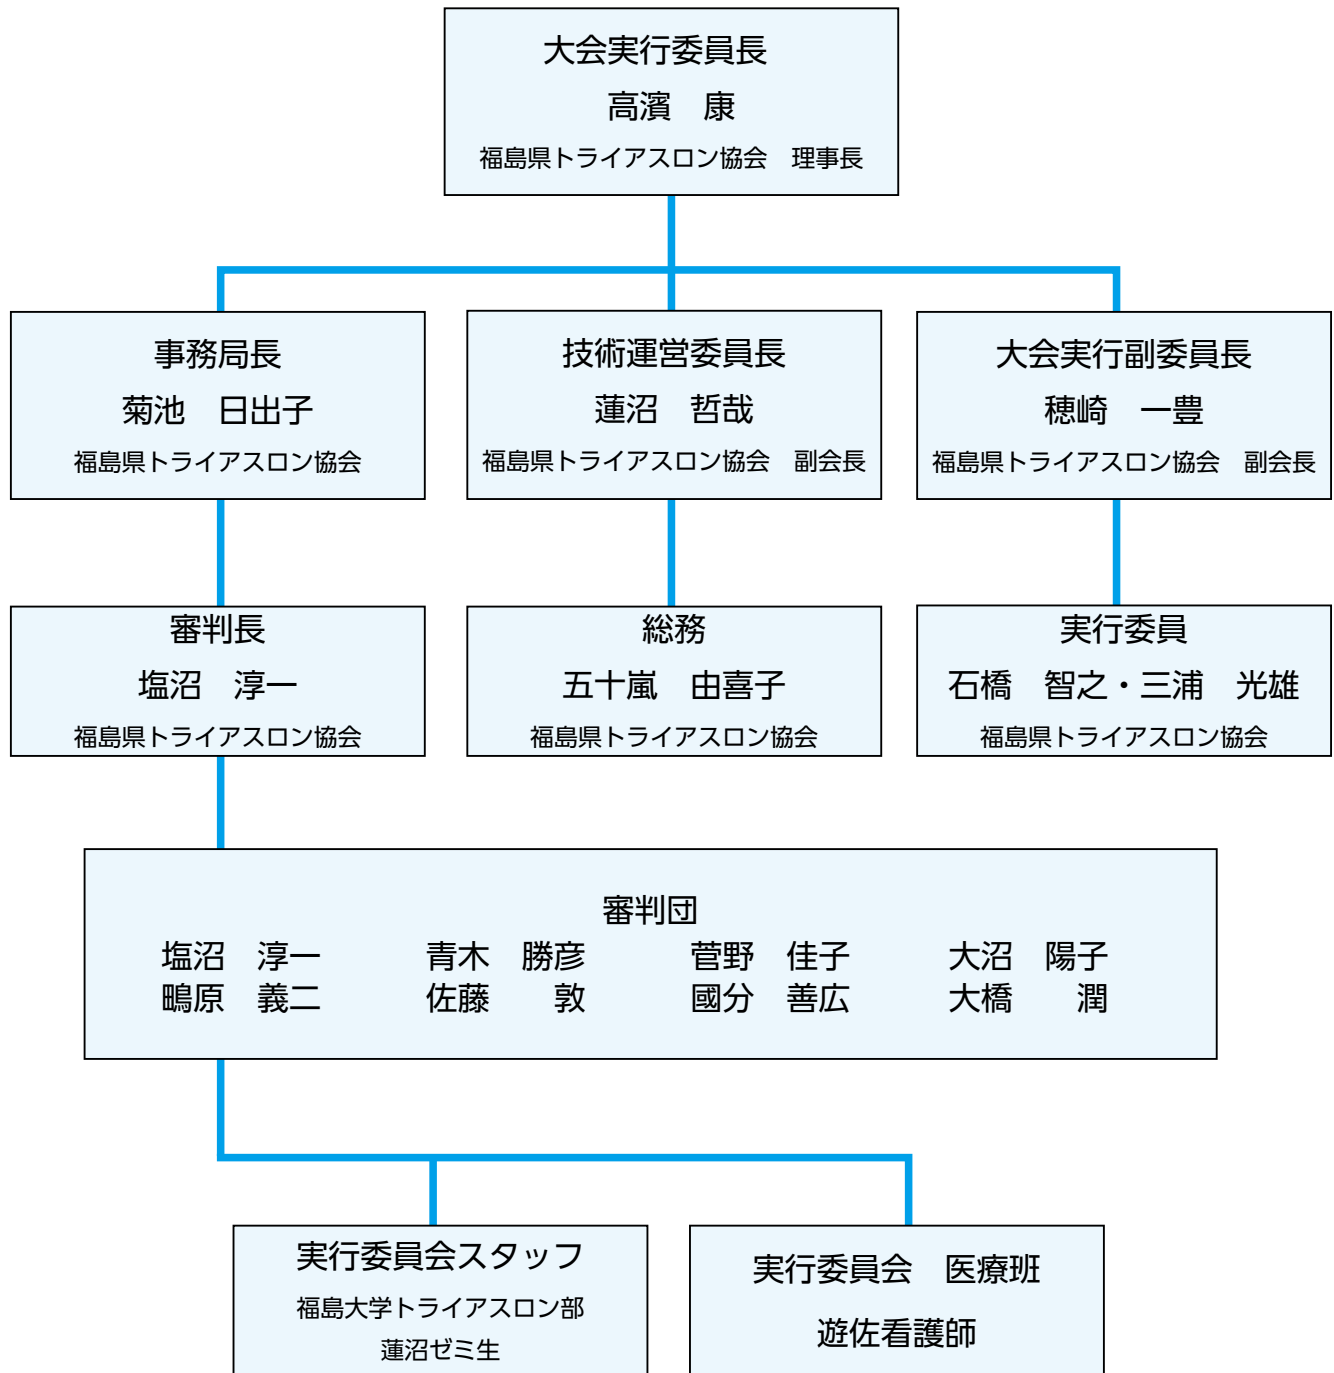 大会実行委員長
高濱　康
福島県トライアスロン協会　理事長
事務局長
菊池　日出子
福島県トライアスロン協会
技術運営委員長
蓮沼　哲哉
福島県トライアスロン協会　副会長
大会実行副委員長
穂崎　一豊
福島県トライアスロン協会　副会長
審判長
塩沼　淳一
福島県トライアスロン協会
総務
五十嵐　由喜子
福島県トライアスロン協会
実行委員
石橋　智之・三浦　光雄
福島県トライアスロン協会
審判団
塩沼　淳一　　　青木　勝彦　　　菅野　佳子　　　大沼　陽子
鴫原　義二　　　佐藤　　敦　　　國分　善広　　　大橋　　潤
実行委員会スタッフ
福島大学トライアスロン部
蓮沼ゼミ生
実行委員会　医療班
遊佐看護師